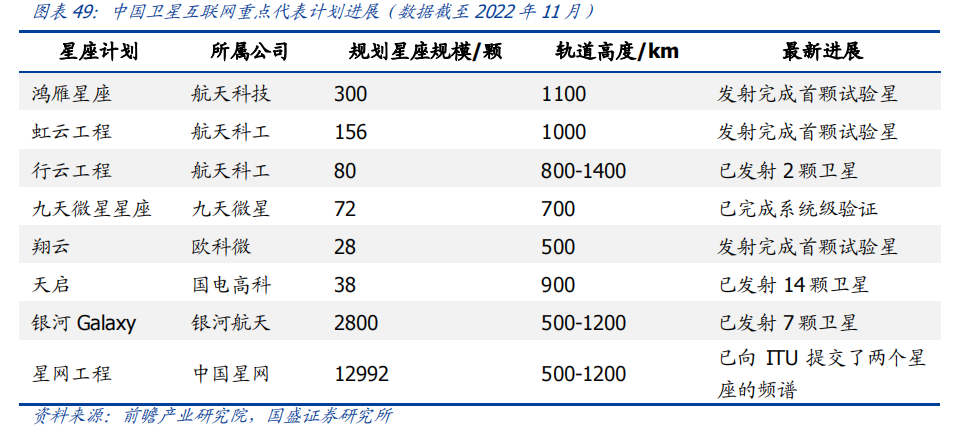 图表 49：中国卫星互联网重点代表计划进展（数据截至 2022 年 11 月）
星座计划 所属公司 规划星座规模/颗 轨道高度/km 最新进展
鸿雁星座 航天科技 300 1100 发射完成首颗试验星
虹云工程 航天科工 156 1000 发射完成首颗试验星
行云工程 航天科工 80 800-1400 已发射 2 颗卫星
九天微星星座 九天微星 72 700 已完成系统级验证
翔云 欧科微 28 500 发射完成首颗试验星
天启 国电高科 38 900 已发射 14 颗卫星
银河 Galaxy 银河航天 2800 500-1200 已发射 7 颗卫星
星网工程 中国星网 12992 500-1200 已向 ITU 提交了两个星
座的频谱
资料来源：前瞻产业研究院，国盛证券研究所